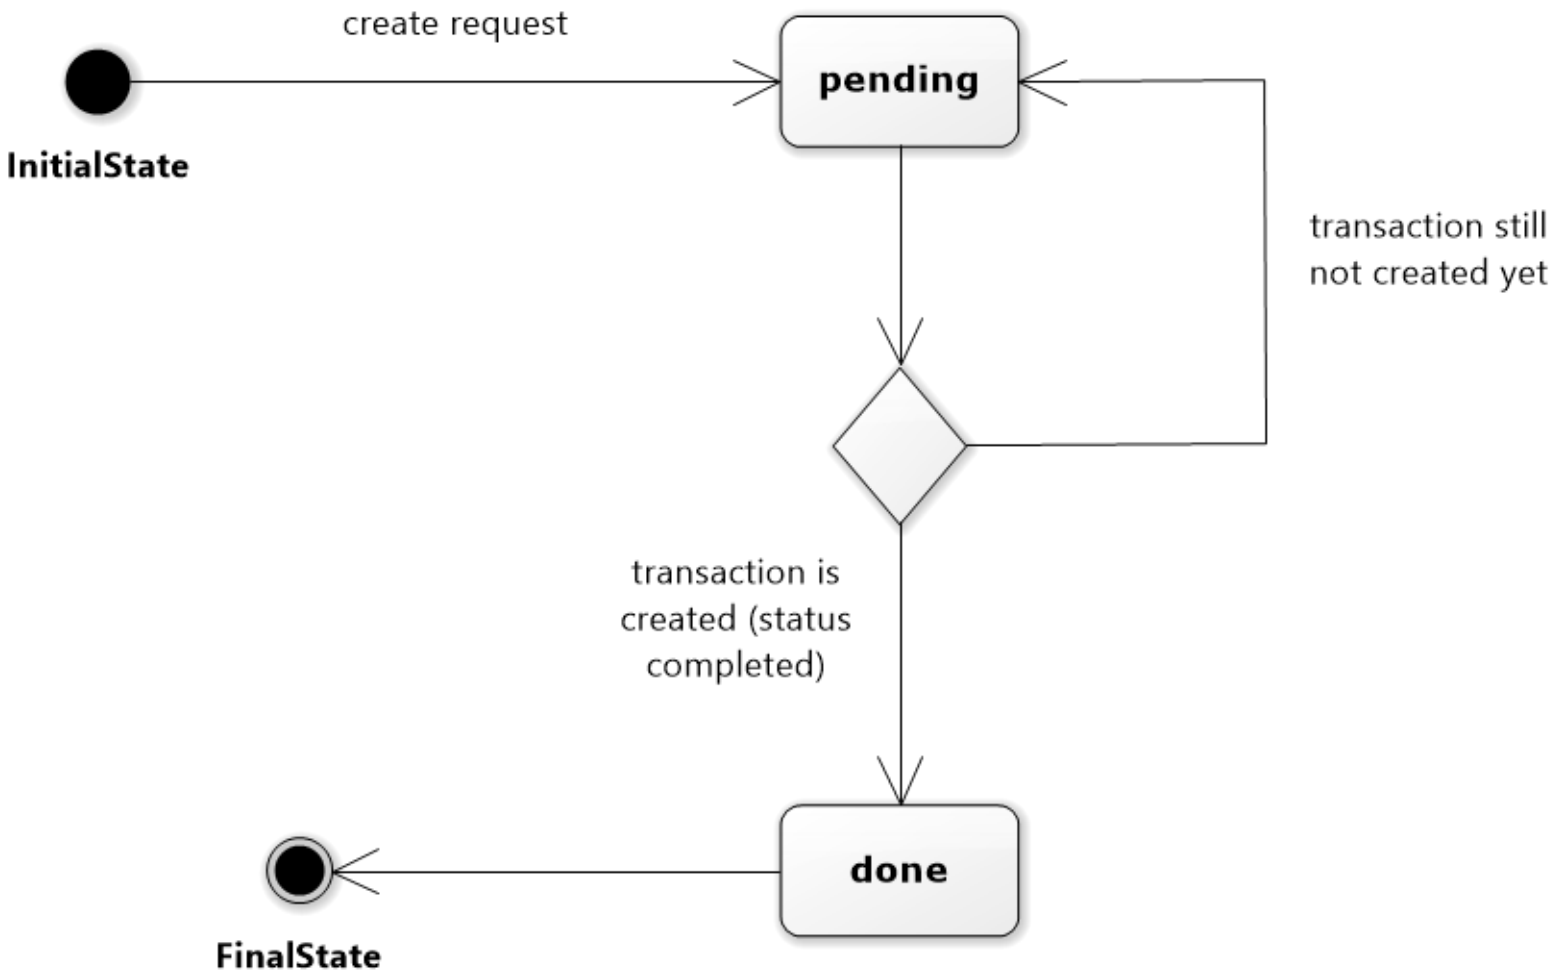 create request
pending
InitialState
transaction still
not created yet
transaction is
created (status
completed)
done
FinalState